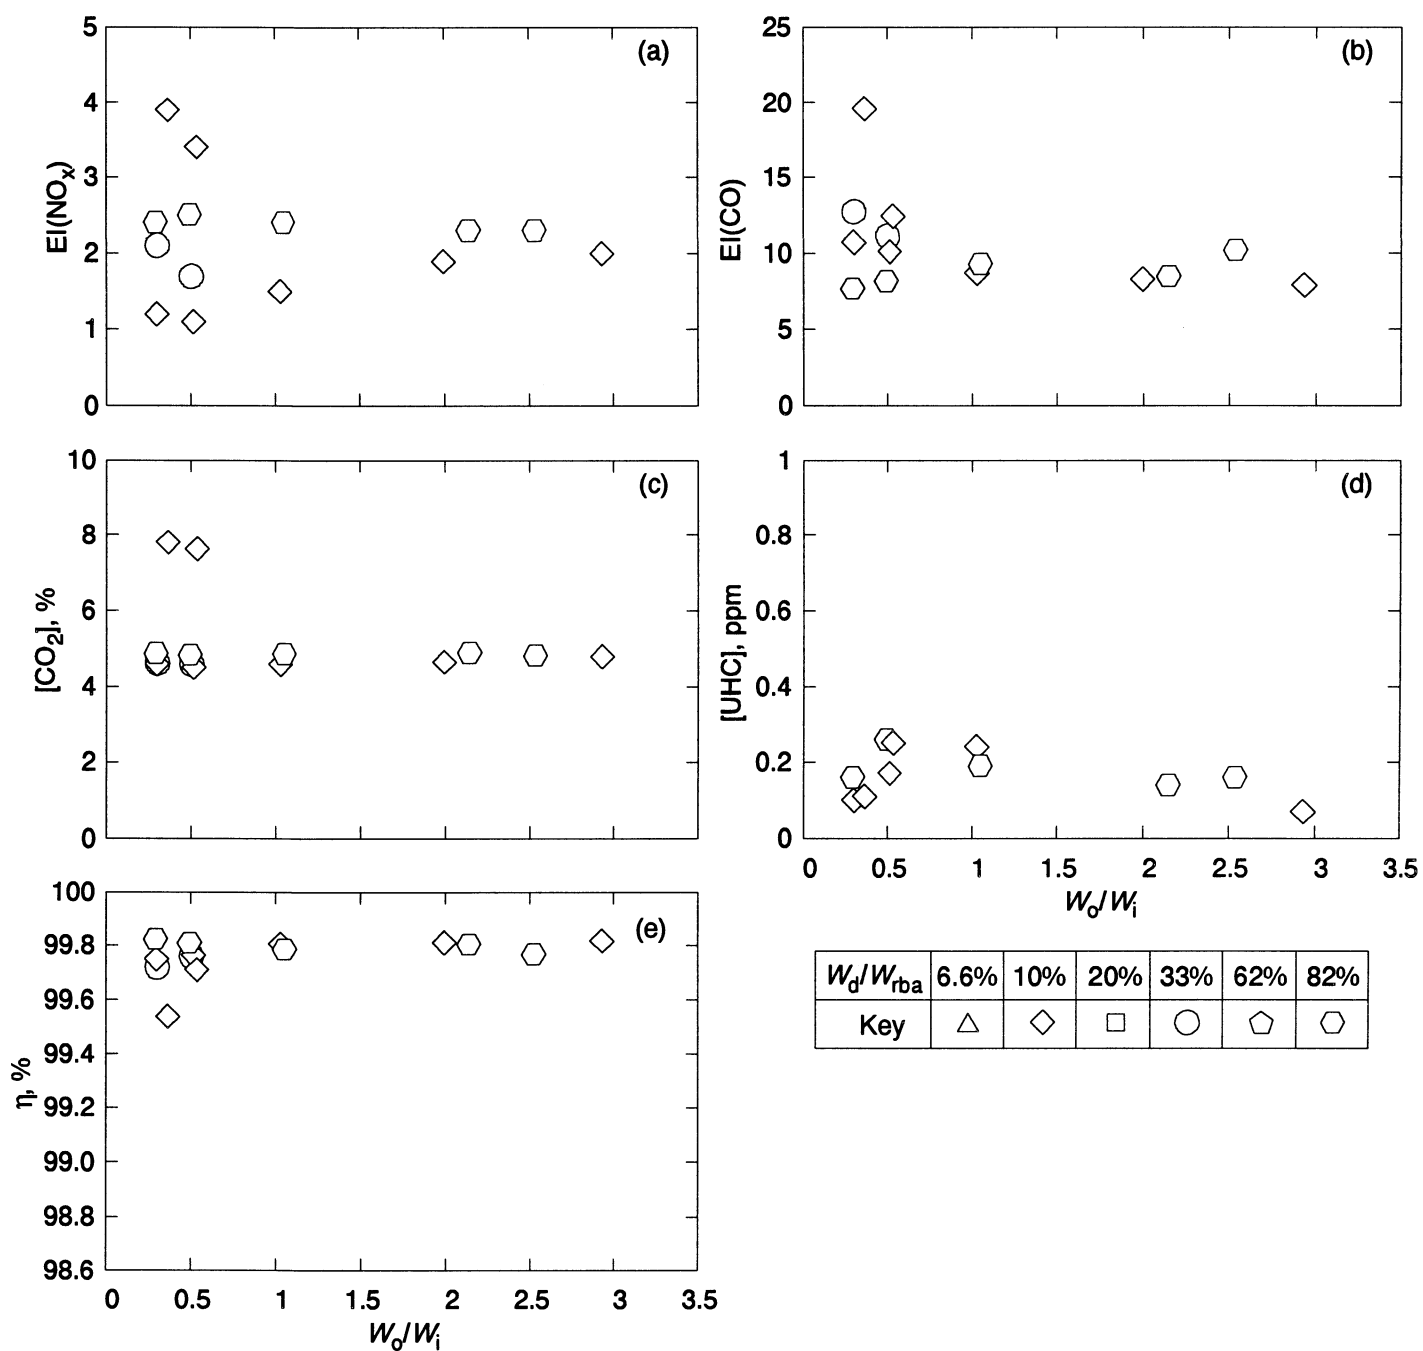 5
4
3
2
1
0
EI(NOx)
(a)
25
20
15
10
5
0
EI(CO)
(b)
10
8
6
4
2
0
[CO2], %
(c)
1
0.8
0.6
0.4
0.2
0
[UHC], ppm
(d)
0 0.5 1 1.5 2 2.5 3 3.5
Wo/Wi
100
99.8
99.6
99.4
99.2
99.0
98.8
98.6
η, %
(e)
0 0.5 1 1.5 2 2.5 3 3.5
Wo/Wi
Wd/Wrba 6.6% 10% 20% 33% 62% 82%
Key